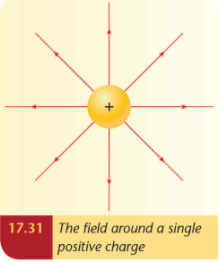 +
17.31 The field around a single
positive charge